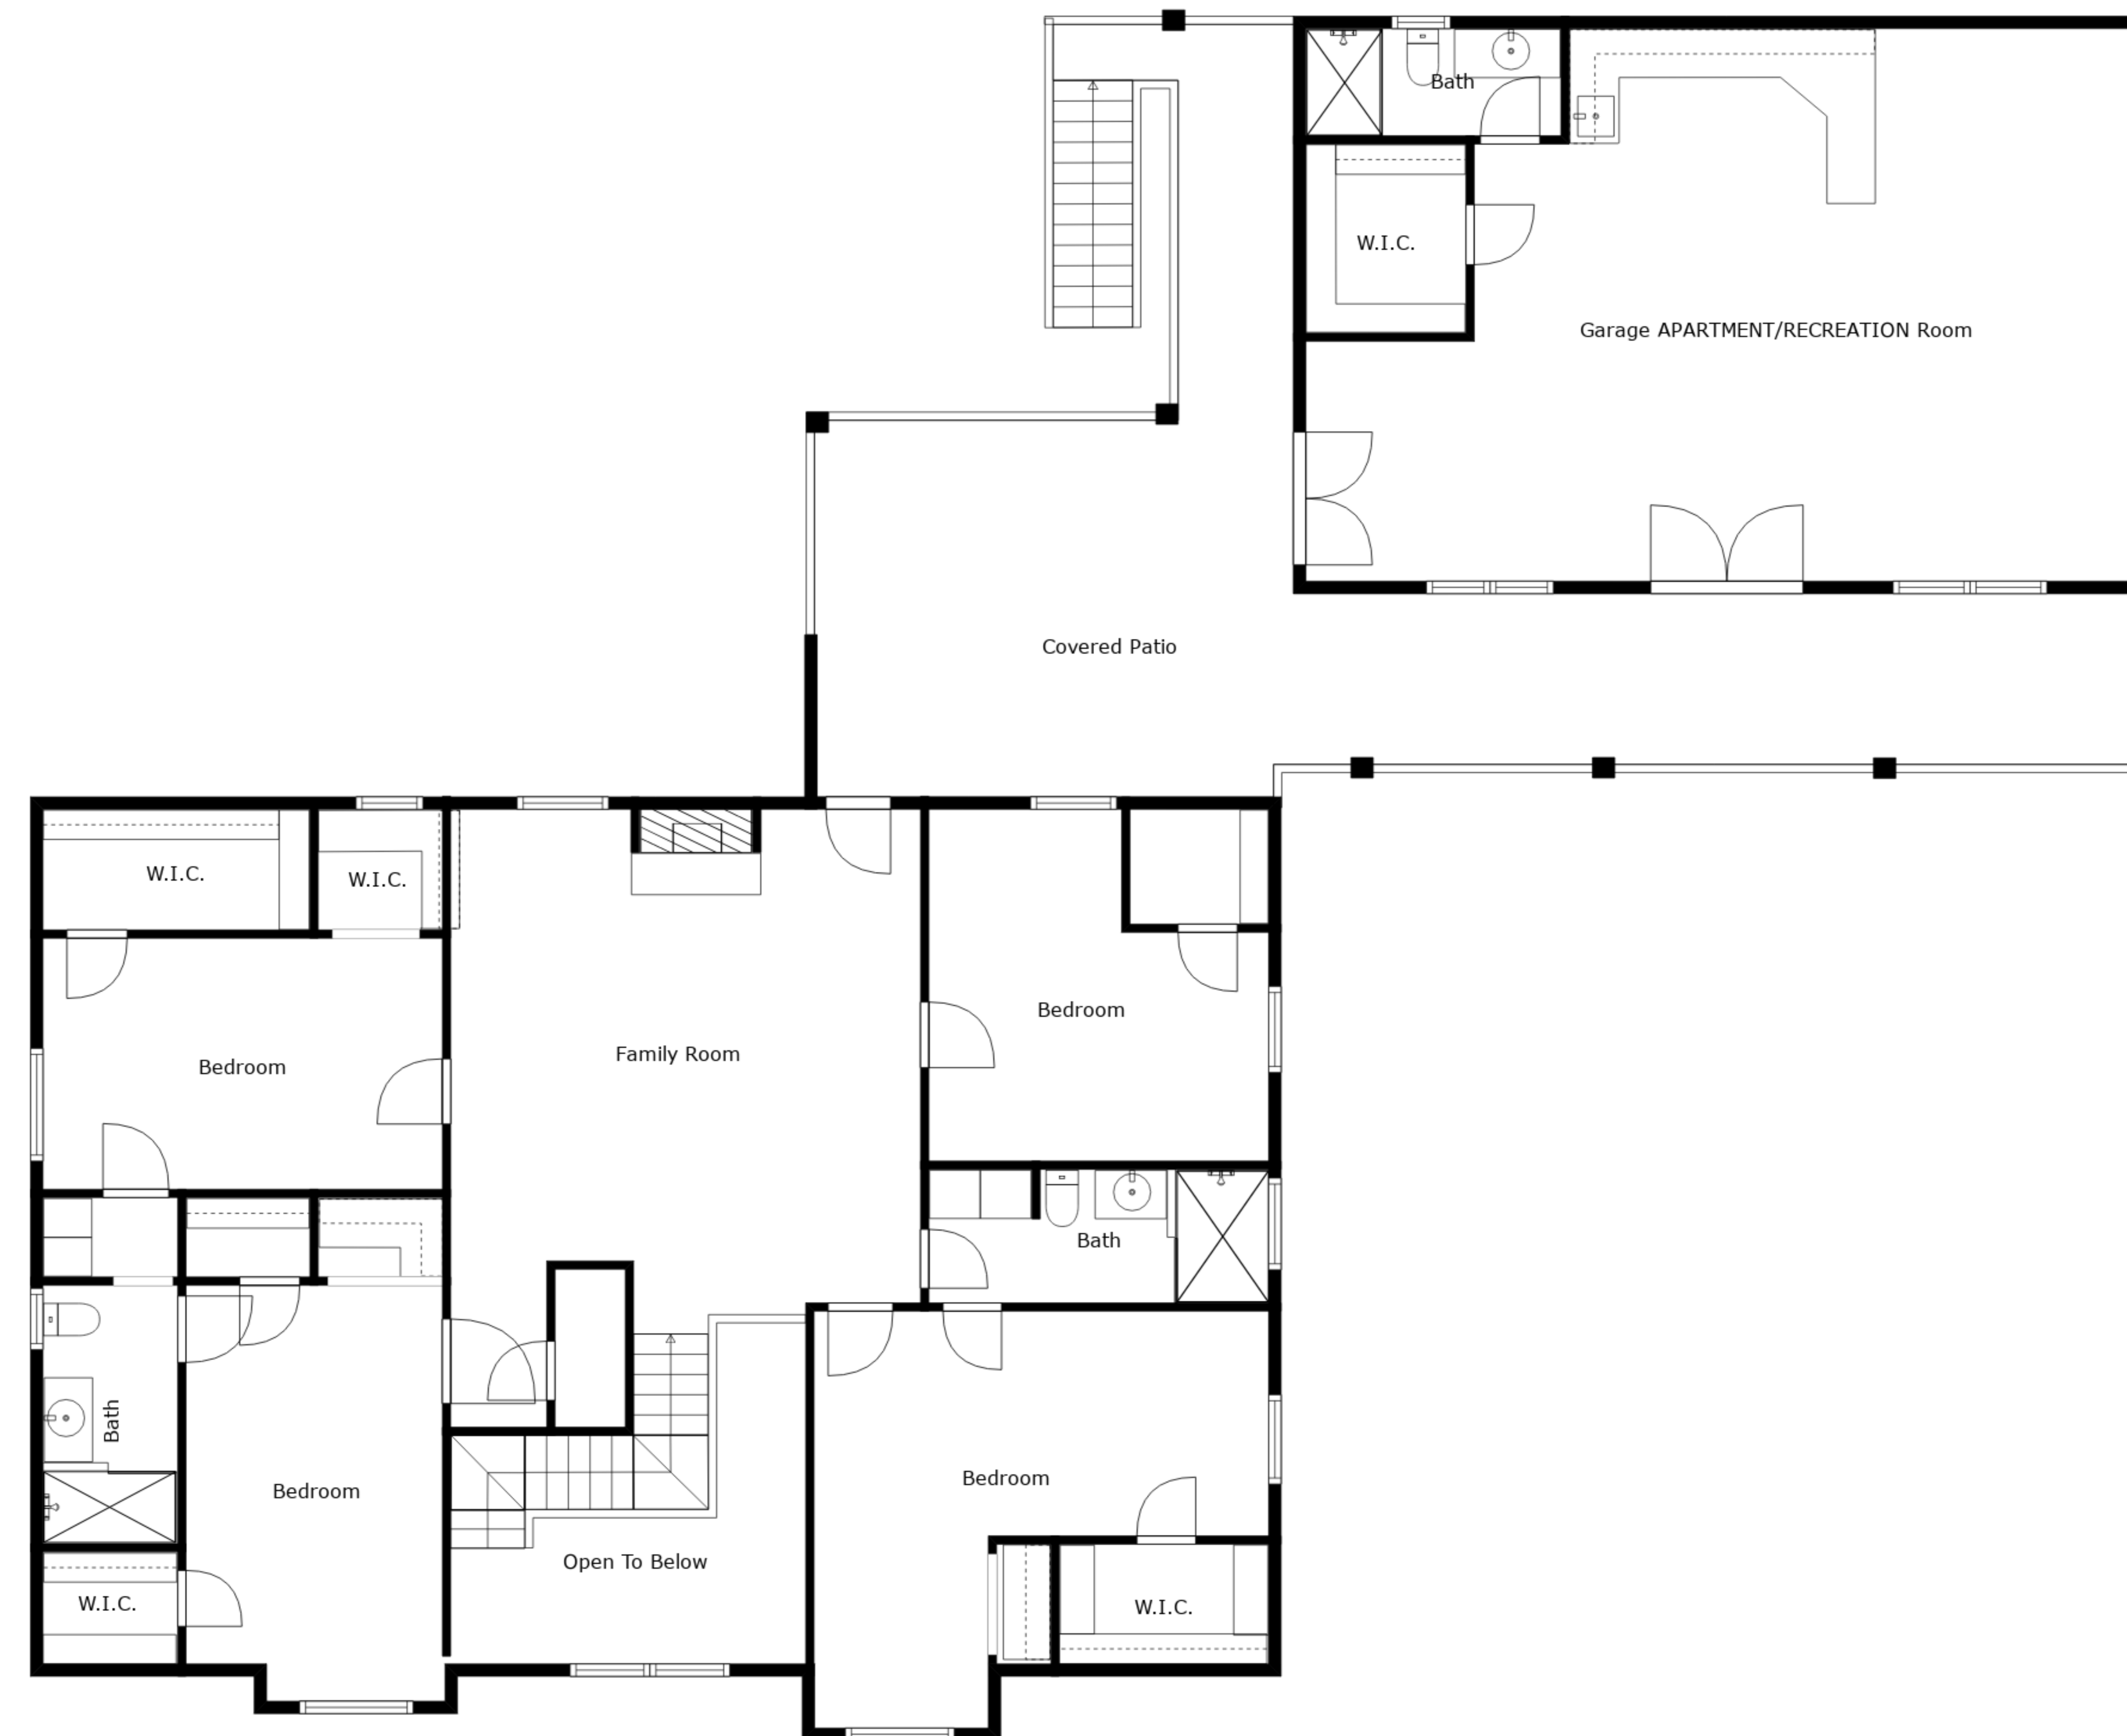 Bath
W.I.C.
Garage APARTMENT/RECREATION Room
Covered Patio
W.I.C.
W.I.C.
Bedroom
Family Room
Bedroom
Bath
Bath
Bedroom
Bedroom
Open To Below
W.I.C.
W.I.C.